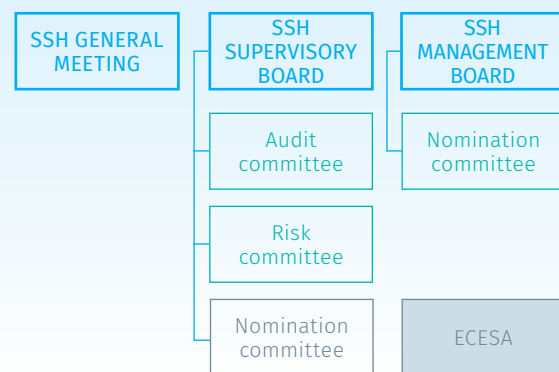 SSH GENERAL
MEETING
SSH
SUPERVISORY
BOARD
SSH
MANAGEMENT
BOARD
Audit
committee
Nomination
committee
Risk
committee
Nomination
committee
ECESA